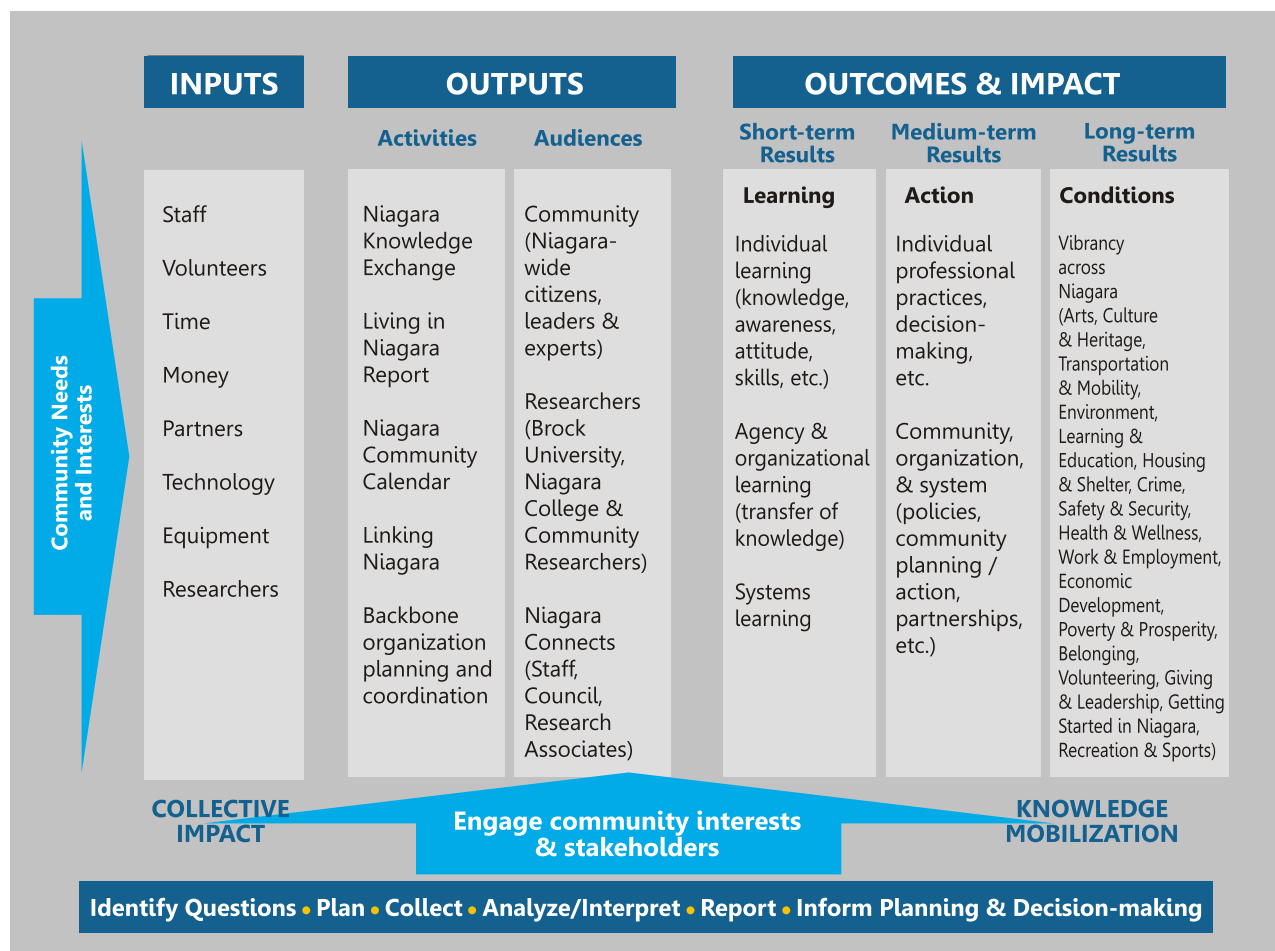 INPUTS
OUTPUTS
OUTCOMES & IMPACT
Activities
Audiences
Short-term
Results
Medium-term
Results
Long-term
Results
Community Needs
and Interests
Staff
Volunteers
Time
Money
Partners
Technology
Equipment
Researchers
Niagara
Knowledge
Exchange
Living in
Niagara
Report
Niagara
Community
Calendar
Linking
Niagara
Backbone
organization
planning and
coordination
Community
(Niagara-
wide
citizens,
leaders &
experts)
Researchers
(Brock
University,
Niagara
College &
Community
Researchers)
Niagara
Connects
(Staff,
Council,
Research
Associates)
Learning
Individual
learning
(knowledge,
awareness,
attitude,
skills, etc.)
Agency &
organizational
learning
(transfer of
knowledge)
Systems
learning
Action
Individual
professional
practices,
decision-
making,
etc.
Community,
organization,
& system
(policies,
community
planning /
action,
partnerships,
etc.)
Conditions
Vibrancy
across
Niagara
(Arts, Culture
& Heritage,
Transportation
& Mobility,
Environment,
Learning &
Education, Housing
& Shelter, Crime,
Safety & Security,
Health & Wellness,
Work & Employment,
Economic
Development,
Poverty & Prosperity,
Belonging,
Volunteering, Giving
& Leadership, Getting
Started in Niagara,
Recreation & Sports)
COLLECTIVE
IMPACT
Engage community interests
& stakeholders
KNOWLEDGE
MOBILIZATION
Identify Questions • Plan • Collect • Analyze/Interpret • Report • Inform Planning & Decision-making